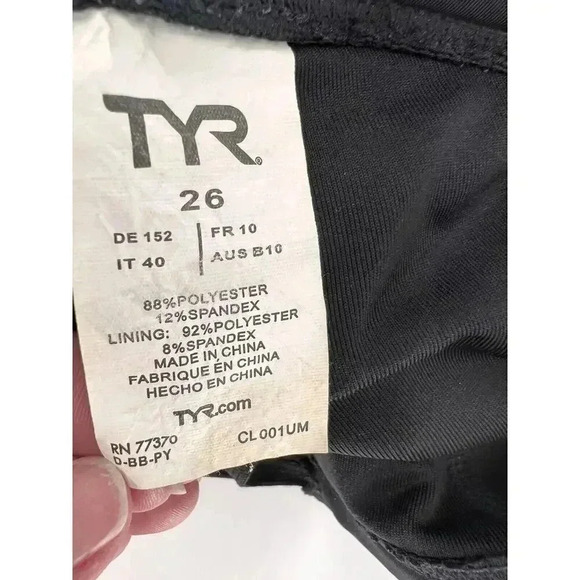 TYR
26
DE 152 | FR 10
IT 40 | AUS B10
88%POLYESTER
12%SPANDEX
LINING: 92%POLYESTER
8%SPANDEX
MADE IN CHINA
FABRIQUE EN CHINA
HECHO EN CHINA
TYR.com
RN 77370 CL001UM
D-BB-PY